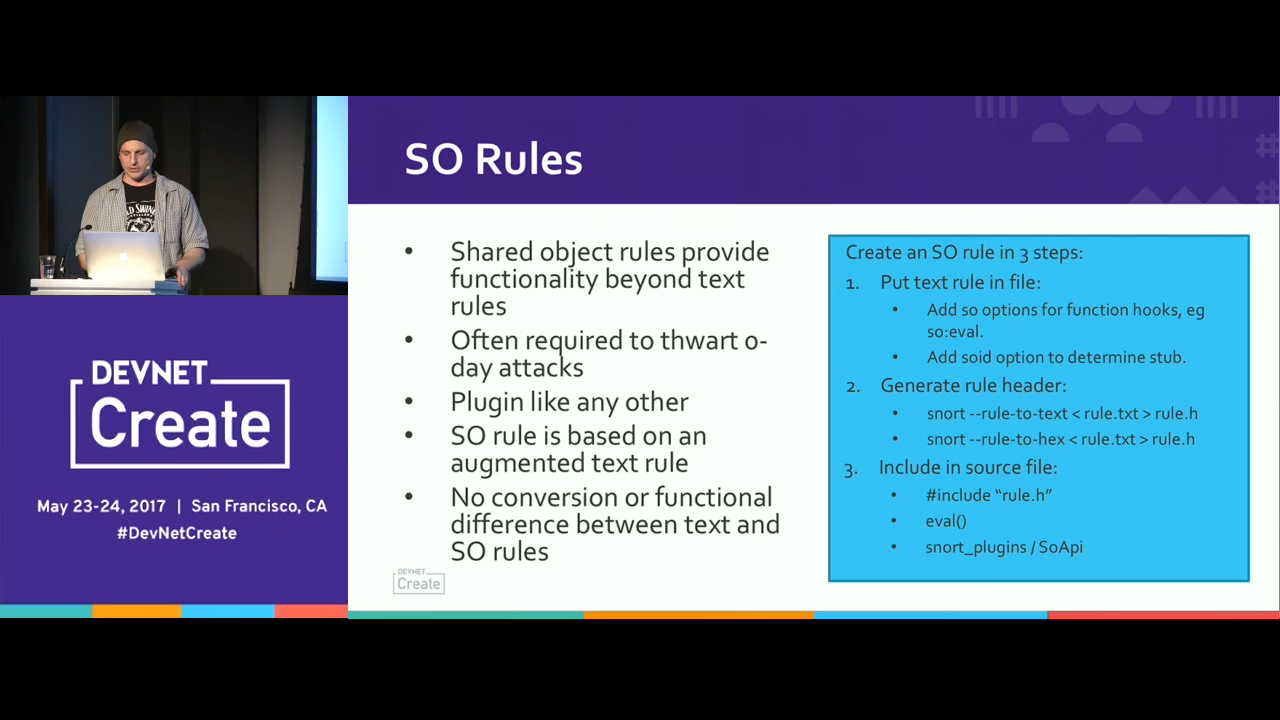 SO Rules
• Shared object rules provide
functionality beyond text
rules
• Often required to thwart 0-
day attacks
• Plugin like any other
• SO rule is based on an
augmented text rule
• No conversion or functional
difference between text and
SO rules
Create an SO rule in 3 steps:
1. Put text rule in file:
• Add so options for function hooks, eg
so:eval.
• Add soid option to determine stub.
2. Generate rule header:
• snort --rule-to-text < rule.txt > rule.h
• snort --rule-to-hex < rule.txt > rule.h
3. Include in source file:
• #include “rule.h”
• eval()
• snort_plugins / SoApi
DEVNET
Create
DEVNET
Create
May 23-24, 2017 | San Francisco, CA
#DevNetCreate